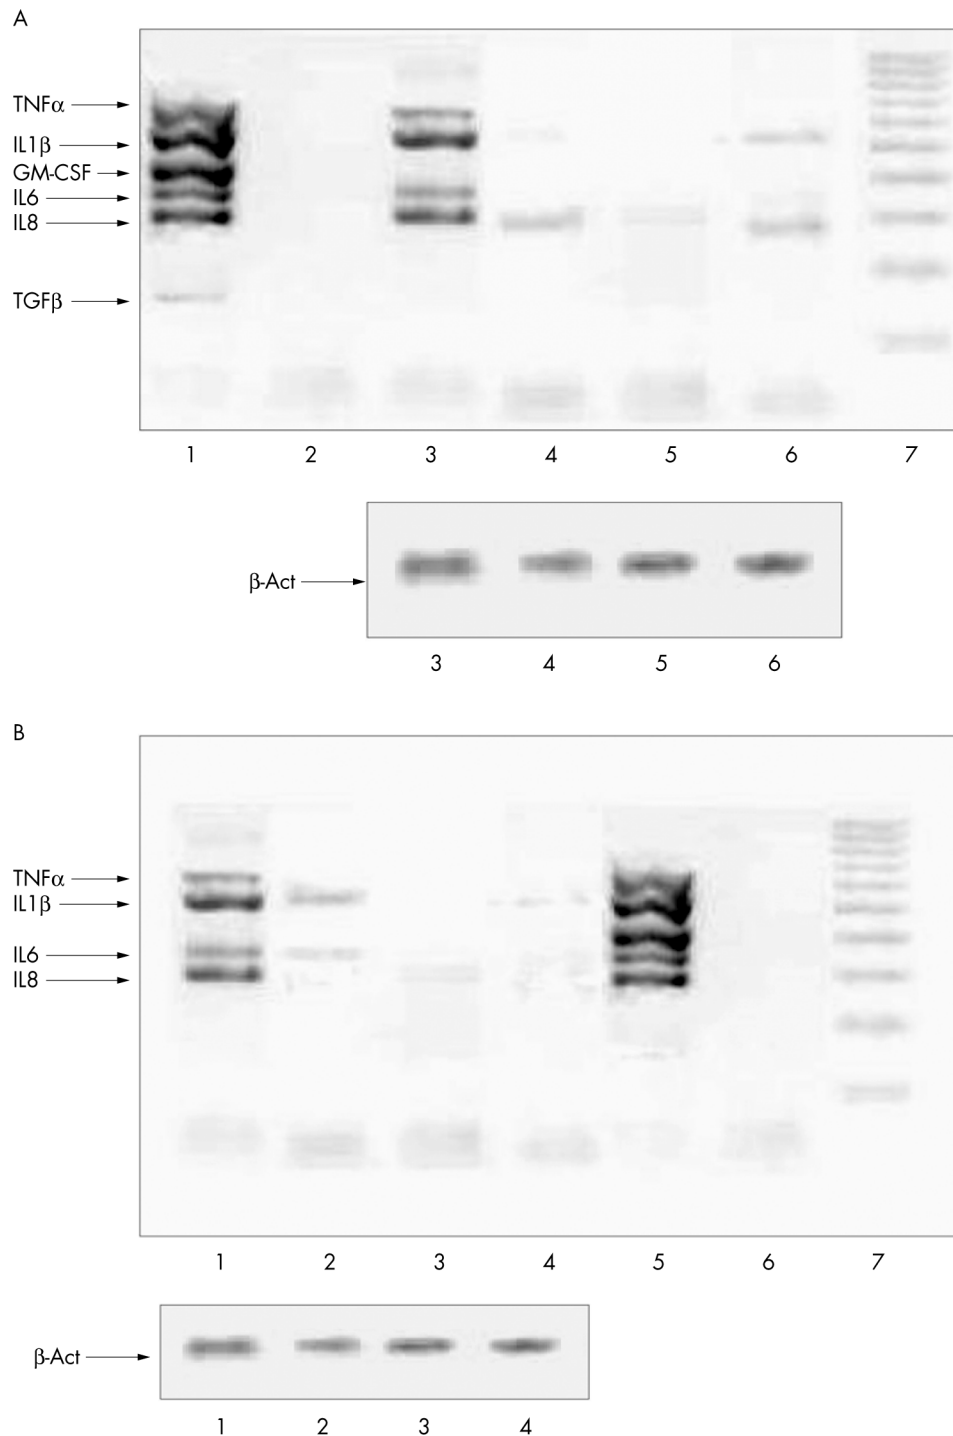 A
TNFα
IL1β
GM-CSF
IL6
IL8
TGFβ
1 2 3 4 5 6 7
β-Act
3 4 5 6
B
TNFα
IL1β
IL6
IL8
1 2 3 4 5 6 7
β-Act
1 2 3 4